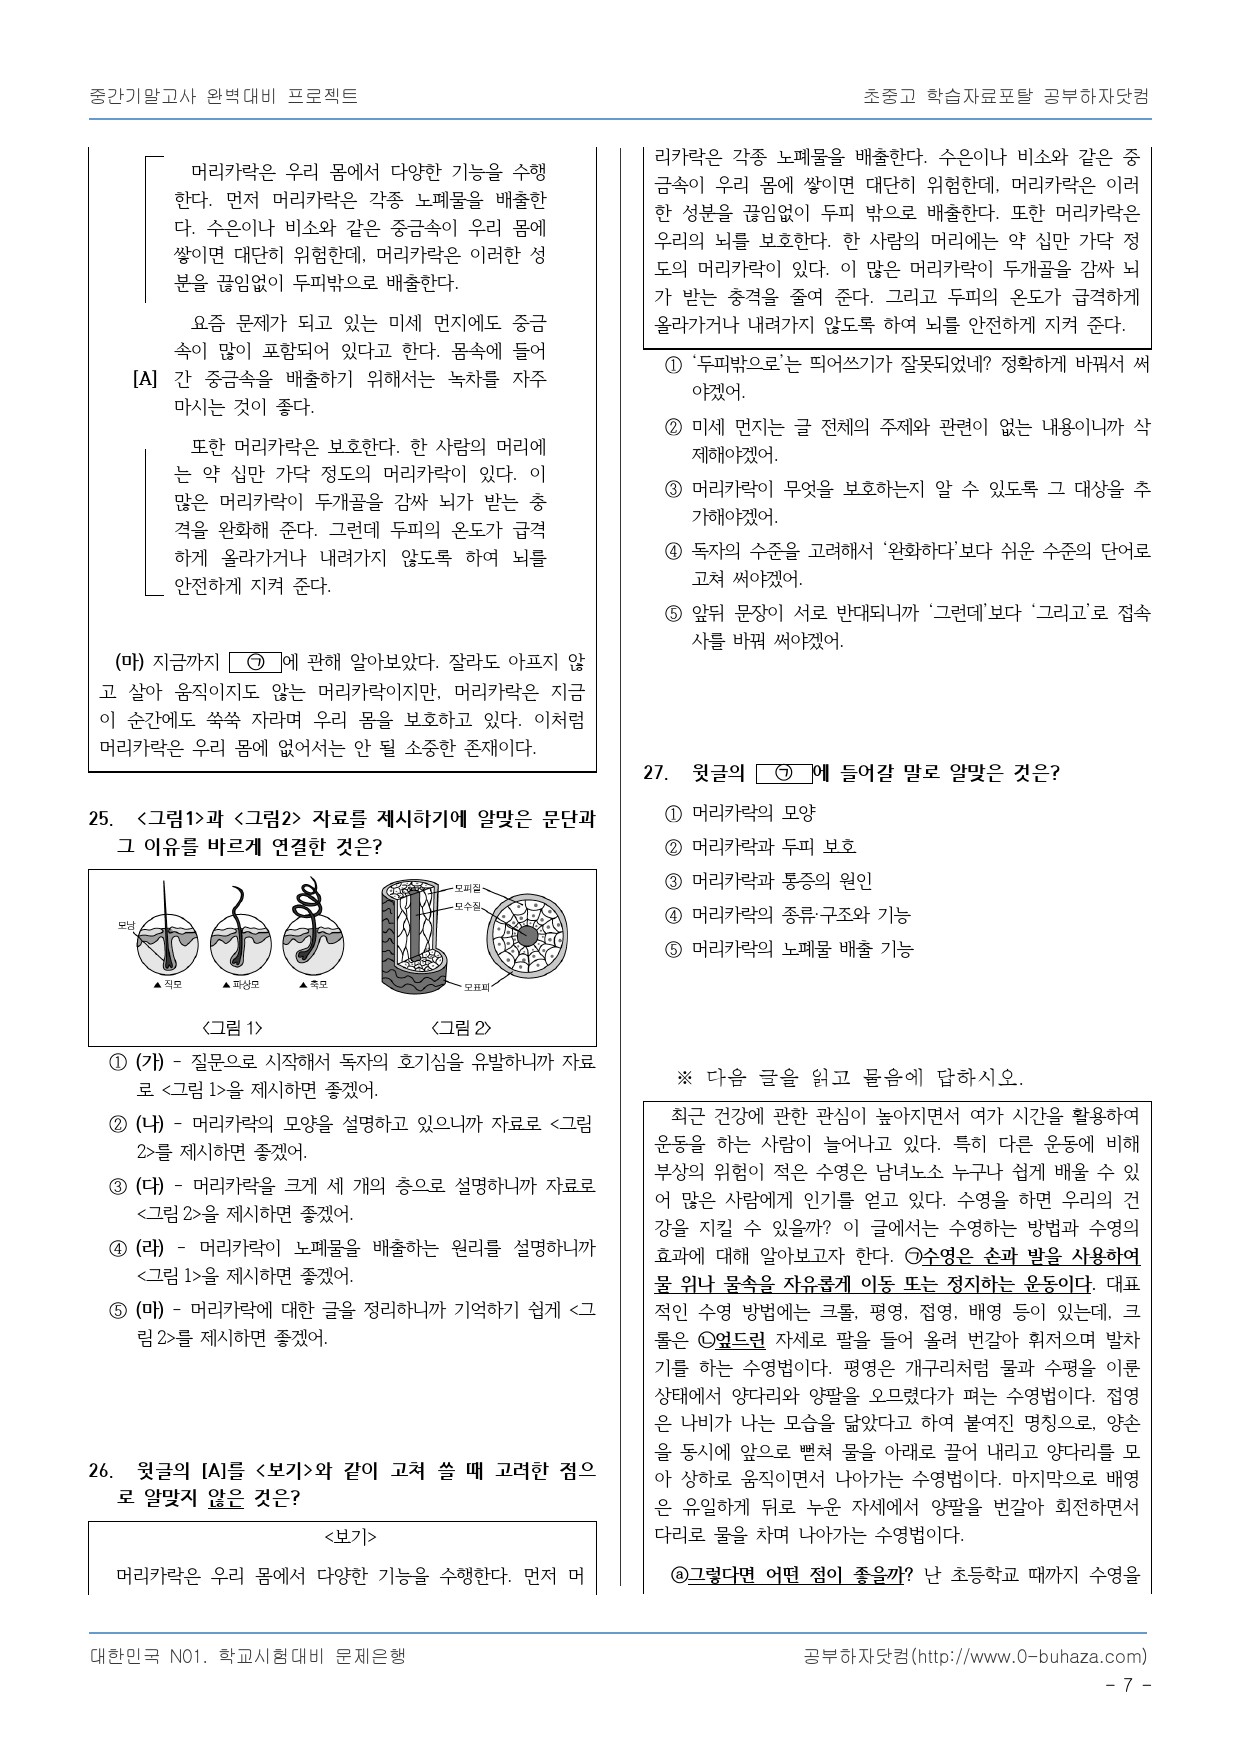 중간기말고사 완벽대비 프로젝트
초중고 학습자료포탈 공부하자닷컴
머리카락은 우리 몸에서 다양한 기능을 수행
한다. 먼저 머리카락은 각종 노폐물을 배출한
다. 수은이나 비소와 같은 중금속이 우리 몸에
쌓이면 대단히 위험한데, 머리카락은 이러한 성
분을 끊임없이 두피밖으로 배출한다.
요즘 문제가 되고 있는 미세 먼지에도 중금
속이 많이 포함되어 있다고 한다. 몸속에 들어
[A] 간 중금속을 배출하기 위해서는 녹차를 자주
마시는 것이 좋다.
또한 머리카락은 보호한다. 한 사람의 머리에
는 약 십만 가닥 정도의 머리카락이 있다. 이
많은 머리카락이 두개골을 감싸 뇌가 받는 충
격을 완화해 준다. 그런데 두피의 온도가 급격
하게 올라가거나 내려가지 않도록 하여 뇌를
안전하게 지켜 준다.
(마) 지금까지 ㉠에 관해 알아보았다. 잘라도 아프지 않
고 살아 움직이지도 않는 머리카락이지만, 머리카락은 지금
이 순간에도 쑥쑥 자라며 우리 몸을 보호하고 있다. 이처럼
머리카락은 우리 몸에 없어서는 안 될 소중한 존재이다.
25. <그림1>과 <그림2> 자료를 제시하기에 알맞은 문단과
그 이유를 바르게 연결한 것은?
모낭
▲직모 ▲파상모 ▲축모
모피질
모수질
모표피
<그림 1> <그림 2>
① (가) - 질문으로 시작해서 독자의 호기심을 유발하니까 자료
로 <그림 1>을 제시하면 좋겠어.
② (나) - 머리카락의 모양을 설명하고 있으니까 자료로 <그림
2>를 제시하면 좋겠어.
③ (다) - 머리카락을 크게 세 개의 층으로 설명하니까 자료로
<그림 2>을 제시하면 좋겠어.
④ (라) - 머리카락이 노폐물을 배출하는 원리를 설명하니까
<그림 1>을 제시하면 좋겠어.
⑤ (마) - 머리카락에 대한 글을 정리하니까 기억하기 쉽게 <그
림 2>를 제시하면 좋겠어.
26. 윗글의 [A]를 <보기>와 같이 고쳐 쓸 때 고려한 점으
로 알맞지 않은 것은?
<보기>
머리카락은 우리 몸에서 다양한 기능을 수행한다. 먼저 머
리카락은 각종 노폐물을 배출한다. 수은이나 비소와 같은 중
금속이 우리 몸에 쌓이면 대단히 위험한데, 머리카락은 이러
한 성분을 끊임없이 두피 밖으로 배출한다. 또한 머리카락은
우리의 뇌를 보호한다. 한 사람의 머리에는 약 십만 가닥 정
도의 머리카락이 있다. 이 많은 머리카락이 두개골을 감싸 뇌
가 받는 충격을 줄여 준다. 그리고 두피의 온도가 급격하게
올라가거나 내려가지 않도록 하여 뇌를 안전하게 지켜 준다.
① ‘두피밖으로’는 띄어쓰기가 잘못되었네? 정확하게 바꿔서 써
야겠어.
② 미세 먼지는 글 전체의 주제와 관련이 없는 내용이니까 삭
제해야겠어.
③ 머리카락이 무엇을 보호하는지 알 수 있도록 그 대상을 추
가해야겠어.
④ 독자의 수준을 고려해서 ‘완화하다’보다 쉬운 수준의 단어로
고쳐 써야겠어.
⑤ 앞뒤 문장이 서로 반대되니까 ‘그런데’보다 ‘그리고’로 접속
사를 바꿔 써야겠어.
27. 윗글의 ㉠에 들어갈 말로 알맞은 것은?
① 머리카락의 모양
② 머리카락과 두피 보호
③ 머리카락과 통증의 원인
④ 머리카락의 종류·구조와 기능
⑤ 머리카락의 노폐물 배출 기능
※ 다음 글을 읽고 물음에 답하시오.
최근 건강에 관한 관심이 높아지면서 여가 시간을 활용하여
운동을 하는 사람이 늘어나고 있다. 특히 다른 운동에 비해
부상의 위험이 적은 수영은 남녀노소 누구나 쉽게 배울 수 있
어 많은 사람에게 인기를 얻고 있다. 수영을 하면 우리의 건
강을 지킬 수 있을까? 이 글에서는 수영하는 방법과 수영의
효과에 대해 알아보고자 한다. ㉠수영은 손과 발을 사용하여
물 위나 물속을 자유롭게 이동 또는 정지하는 운동이다. 대표
적인 수영 방법에는 크롤, 평영, 접영, 배영 등이 있는데, 크
롤은 ㉡엎드린 자세로 팔을 들어 올려 번갈아 휘저으며 발차
기를 하는 수영법이다. 평영은 개구리처럼 물과 수평을 이룬
상태에서 양다리와 양팔을 오므렸다가 펴는 수영법이다. 접영
은 나비가 나는 모습을 닮았다고 하여 붙여진 명칭으로, 양손
을 동시에 앞으로 뻗쳐 물을 아래로 끌어 내리고 양다리를 모
아 상하로 움직이면서 나아가는 수영법이다. 마지막으로 배영
은 유일하게 뒤로 누운 자세에서 양팔을 번갈아 회전하면서
다리로 물을 차며 나아가는 수영법이다.
ⓐ그렇다면 어떤 점이 좋을까? 난 초등학교 때까지 수영을
대한민국 N01. 학교시험대비 문제은행
공부하자닷컴(http://www.0-buhaza.com)
- 7 -